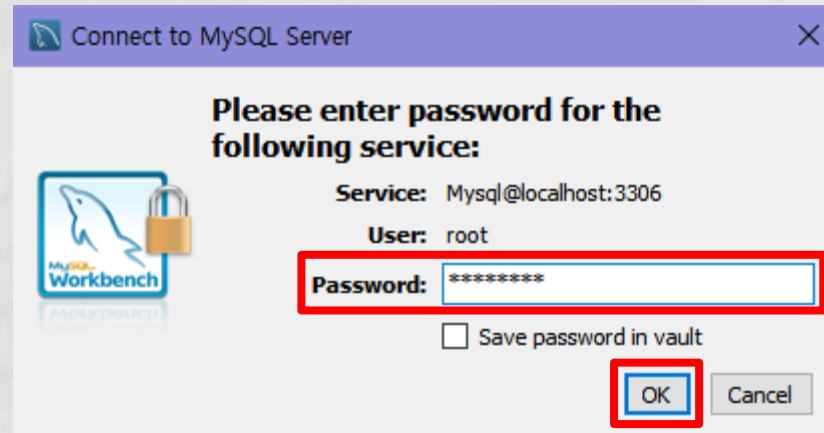 Connect to MySQL Server
Please enter password for the
following service:
Service: Mysql@localhost:3306
User: root
Password: ********
Save password in vault
OK Cancel
MySQL
Workbench